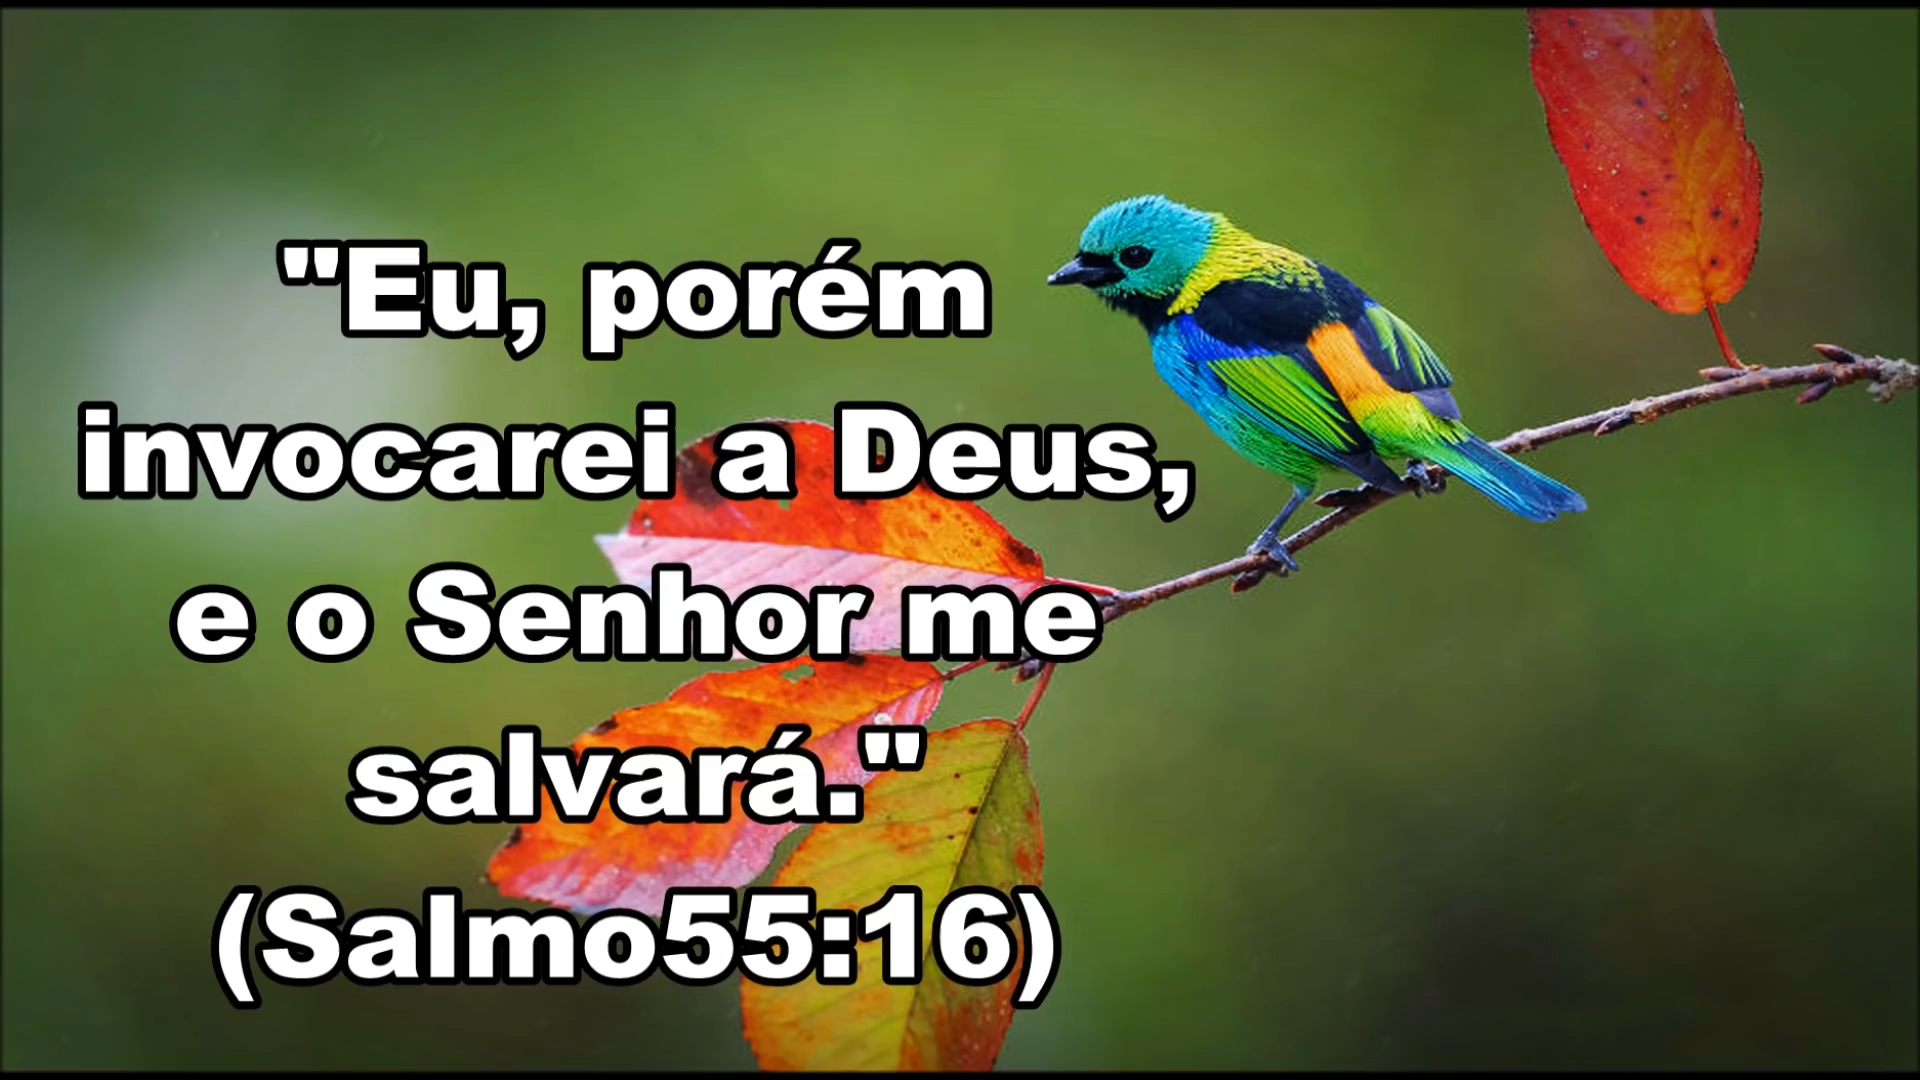 "Eu, porém
invocarei a Deus,
e o Senhor me
salvará."
(Salmo55:16)